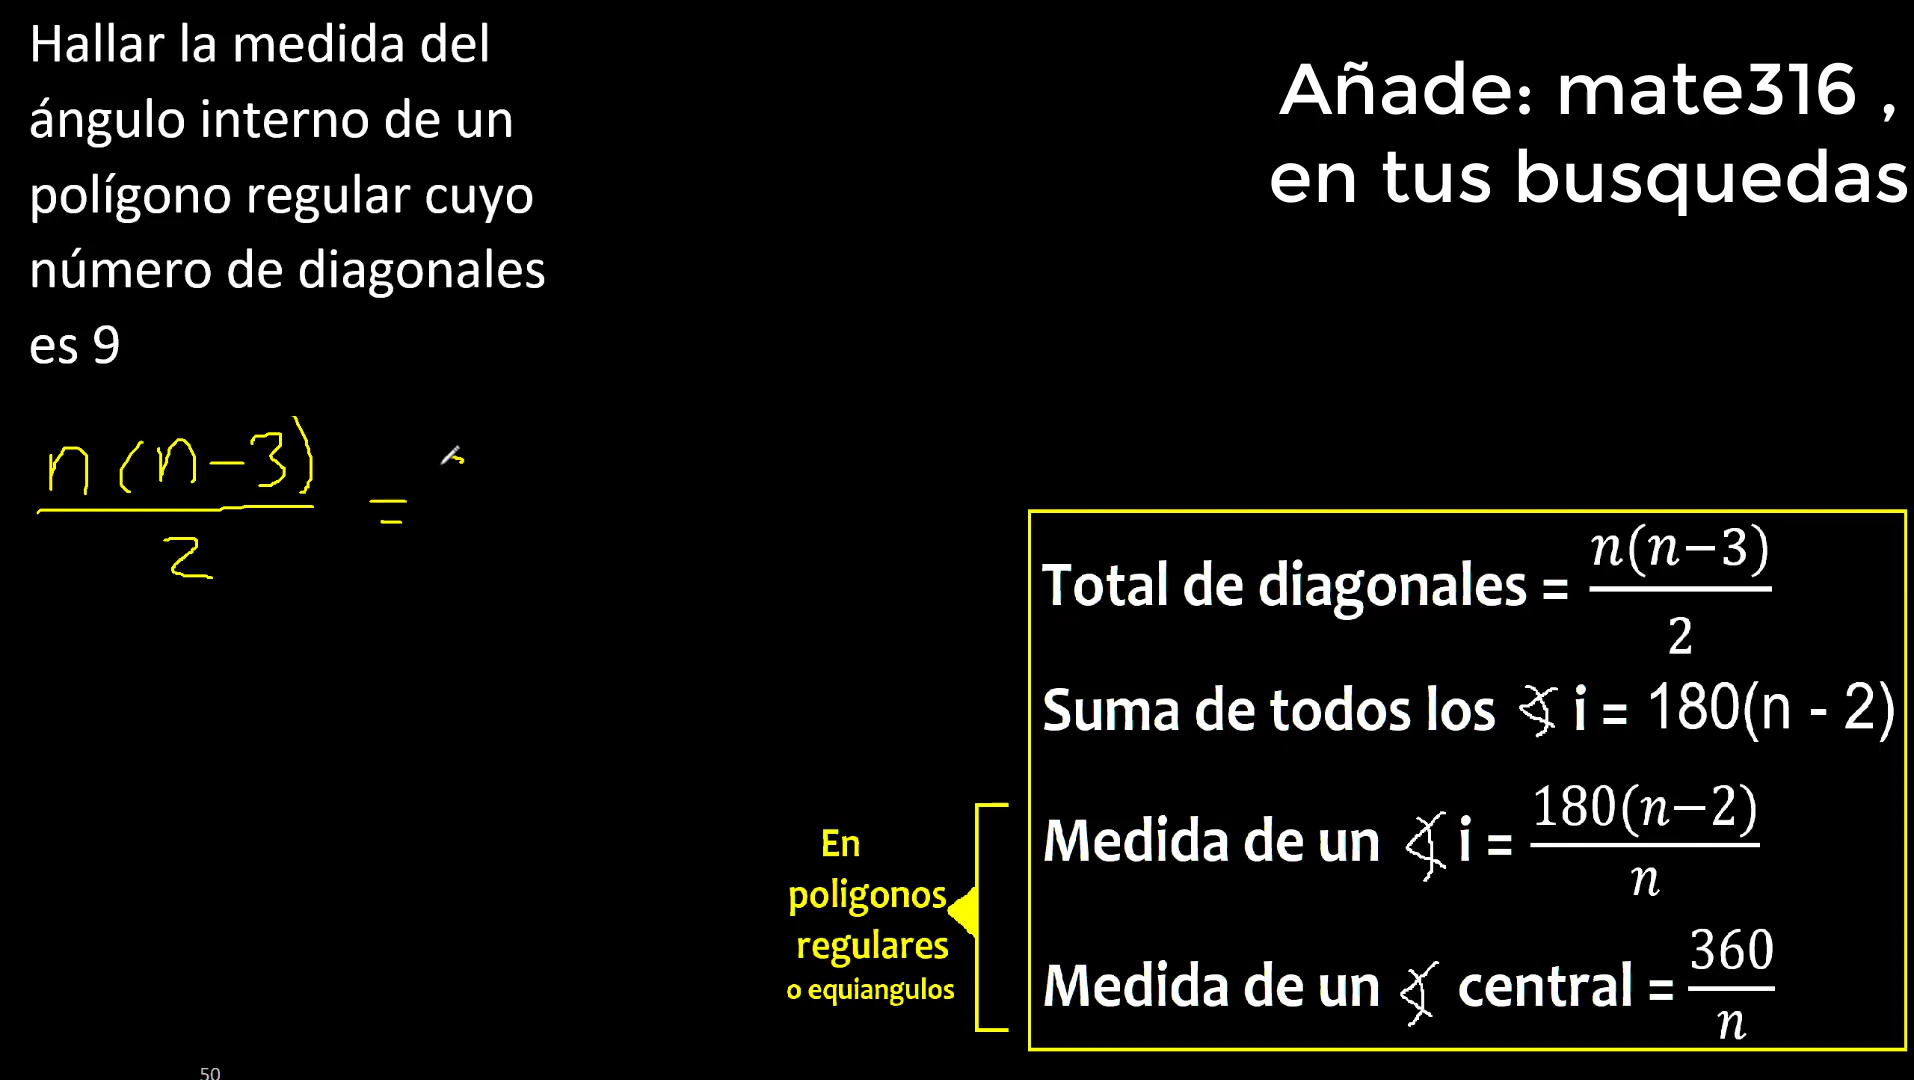 Hallar la medida del
ángulo interno de un
polígono regular cuyo
número de diagonales
es 9
Añade: mate316 ,
en tus busquedas
n(n-3)
2
=
Total de diagonales = n(n-3)/2
Suma de todos los ∢ i = 180(n - 2)
Medida de un ∢ i = 180(n-2)/n
Medida de un ∢ central = 360/n
En
poligonos
regulares
o equiangulos
50